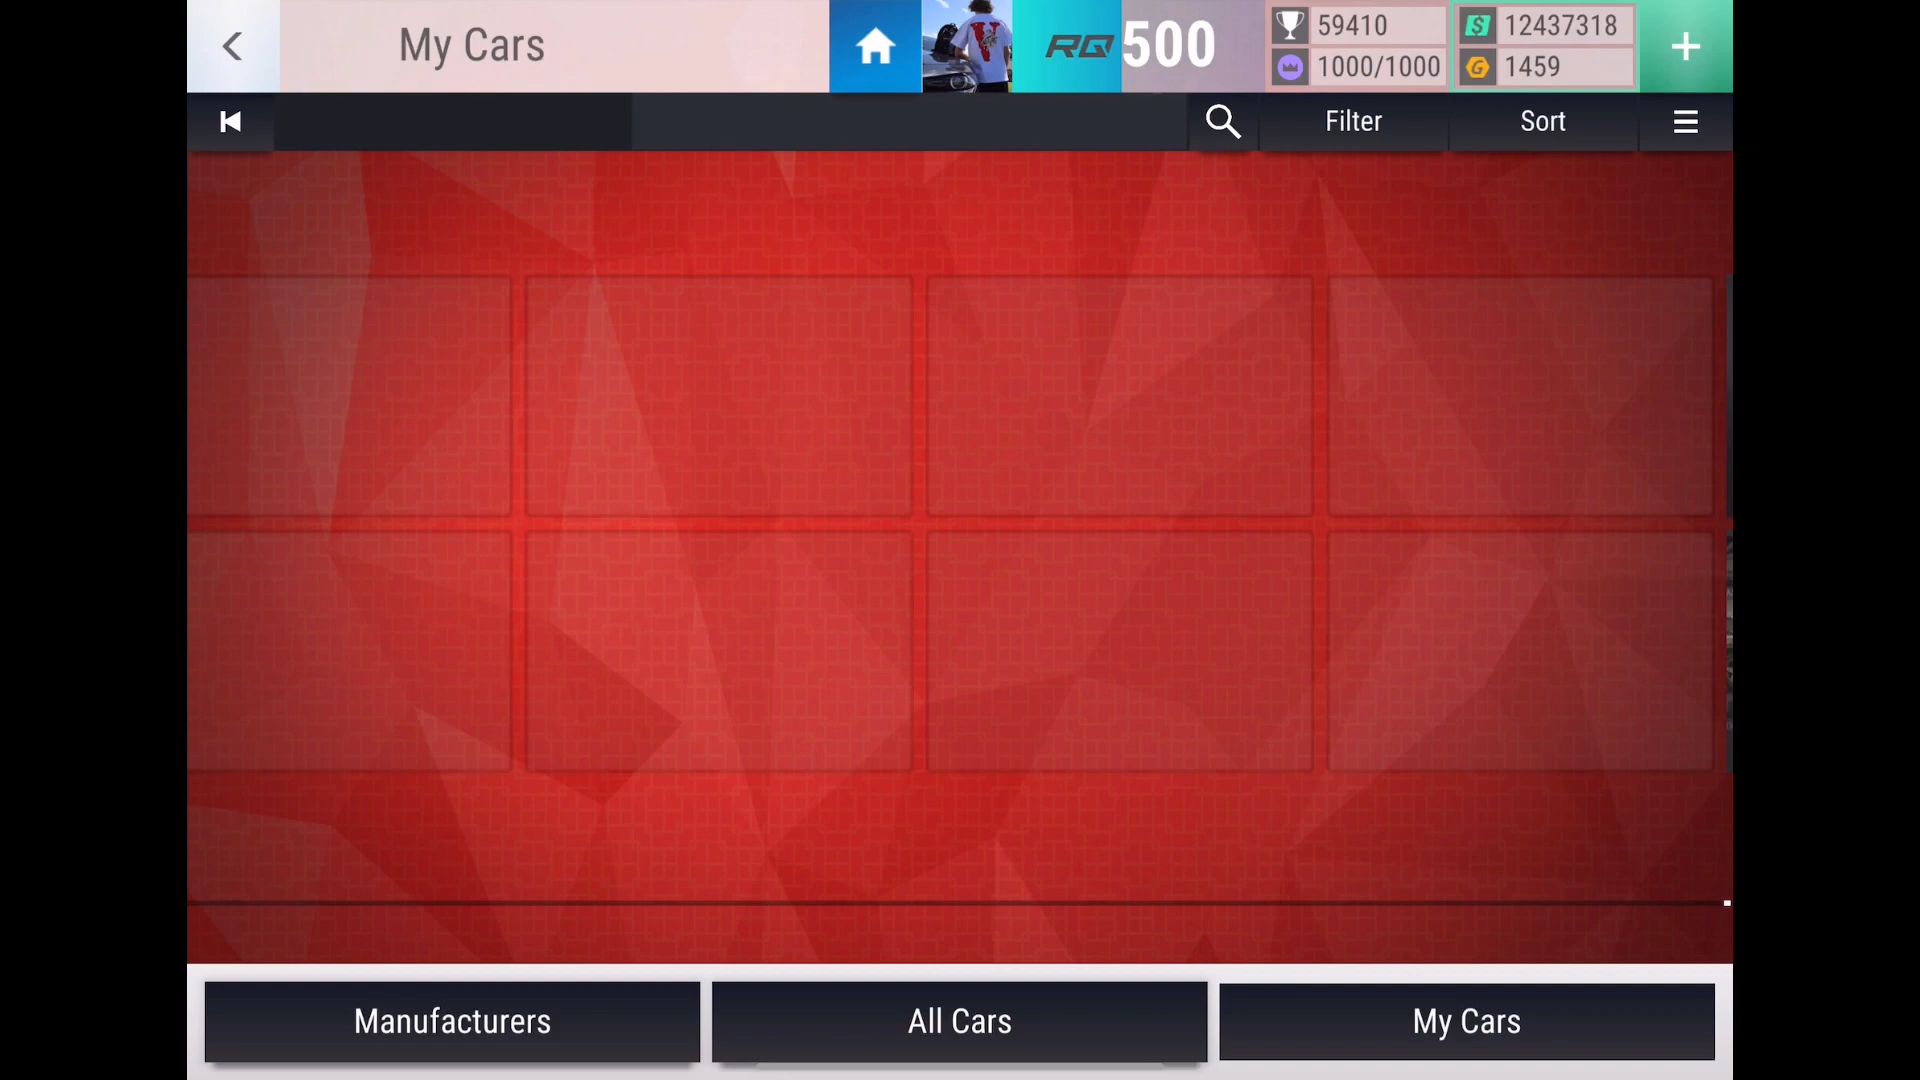 My Cars
RQ 500
59410
1000/1000
$ 12437318
G 1459
+
Filter
Sort
Manufacturers
All Cars
My Cars